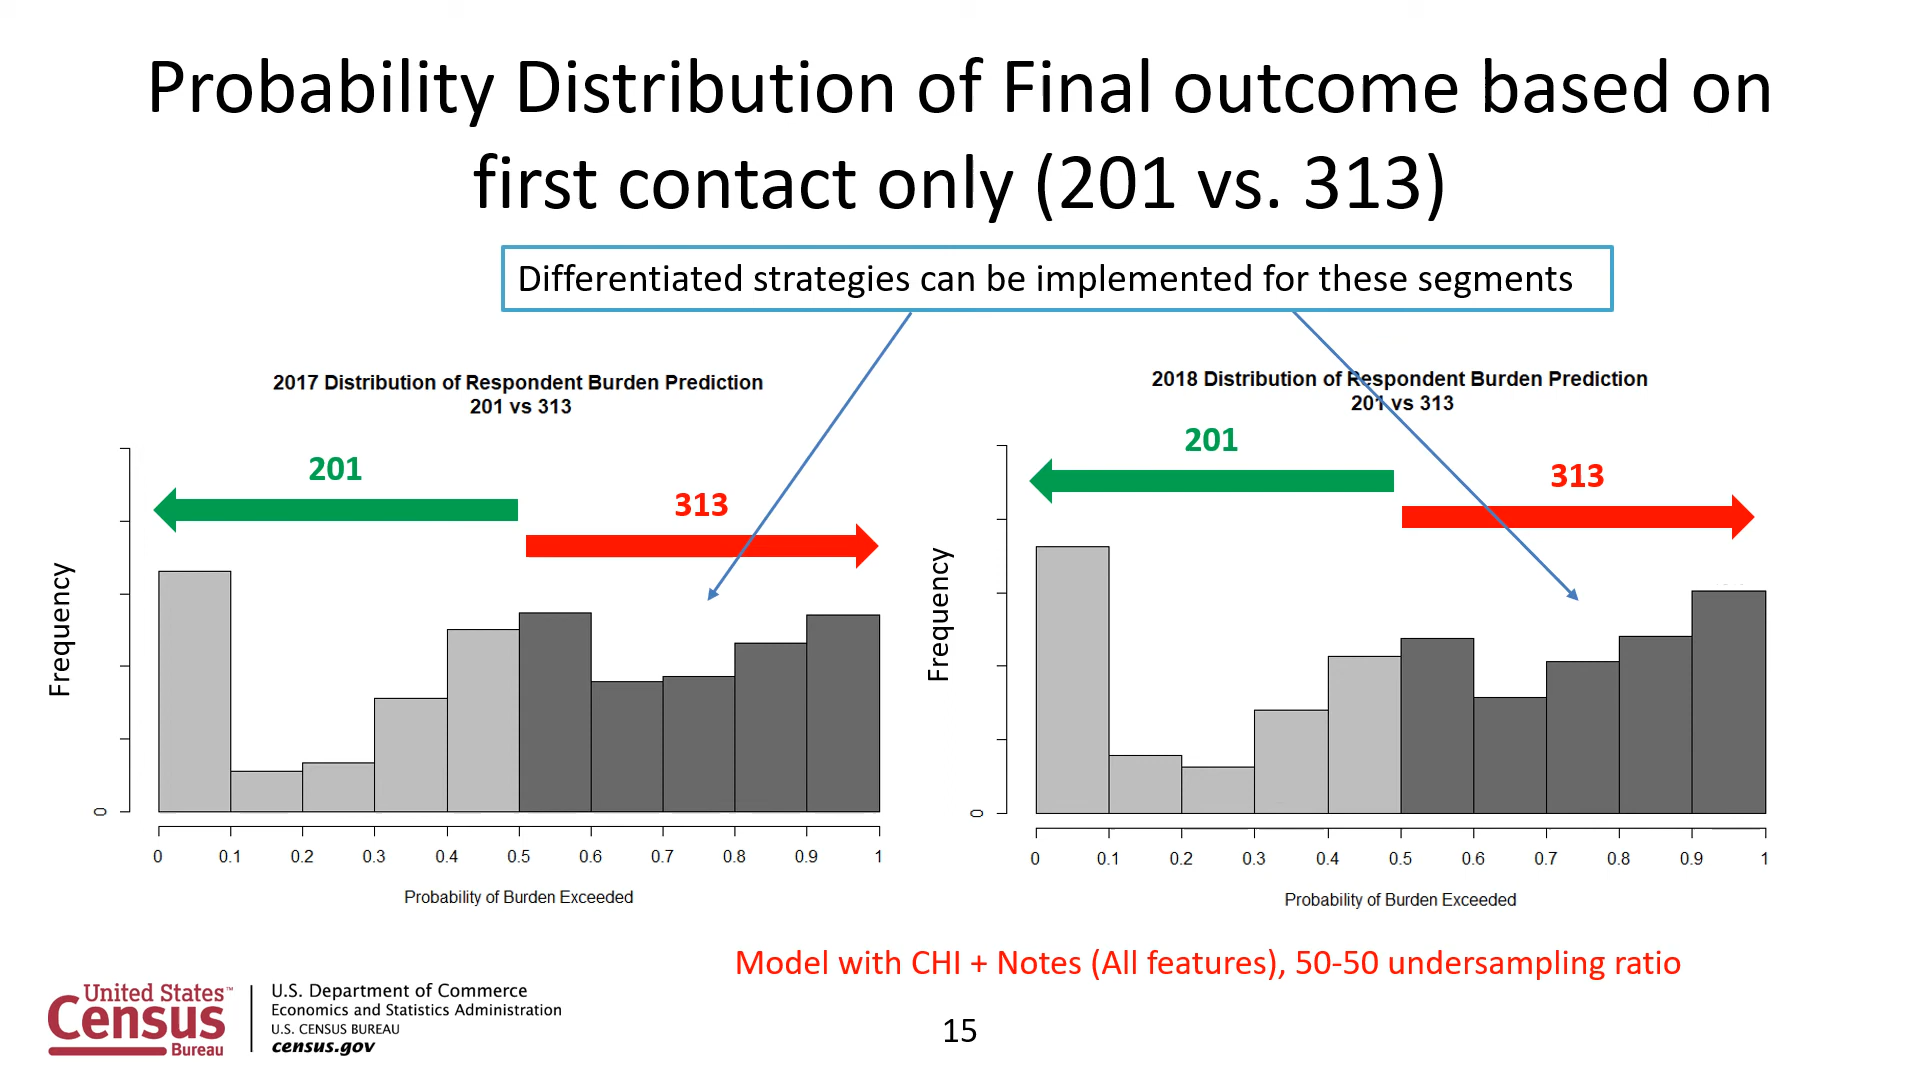 Probability Distribution of Final outcome based on
first contact only (201 vs. 313)
Differentiated strategies can be implemented for these segments
2017 Distribution of Respondent Burden Prediction
201 vs 313
201
313
Frequency
0
0 0.1 0.2 0.3 0.4 0.5 0.6 0.7 0.8 0.9 1
Probability of Burden Exceeded
2018 Distribution of Respondent Burden Prediction
201 vs 313
201
313
Frequency
0
0 0.1 0.2 0.3 0.4 0.5 0.6 0.7 0.8 0.9 1
Probability of Burden Exceeded
Model with CHI + Notes (All features), 50-50 undersampling ratio
United States™
Census
Bureau
U.S. Department of Commerce
Economics and Statistics Administration
U.S. CENSUS BUREAU
census.gov
15